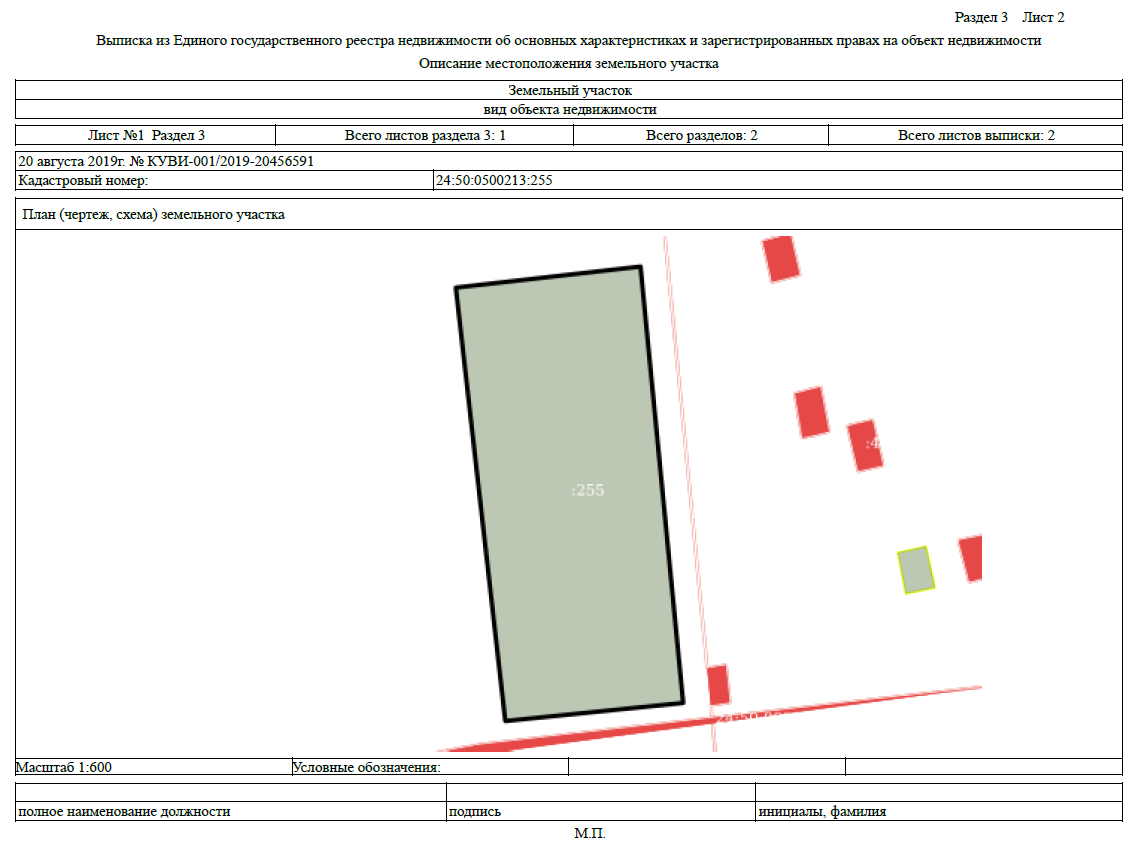 Раздел 3 Лист 2
Выписка из Единого государственного реестра недвижимости об основных характеристиках и зарегистрированных правах на объект недвижимости
Описание местоположения земельного участка
Земельный участок
вид объекта недвижимости
Лист №1 Раздел 3 Всего листов раздела 3: 1 Всего разделов: 2 Всего листов выписки: 2
20 августа 2019г. № КУВИ-001/2019-20456591
Кадастровый номер: 24:50:0500213:255
План (чертеж, схема) земельного участка
:4
:255
Масштаб 1:600 Условные обозначения:
полное наименование должности подпись инициалы, фамилия
М.П.